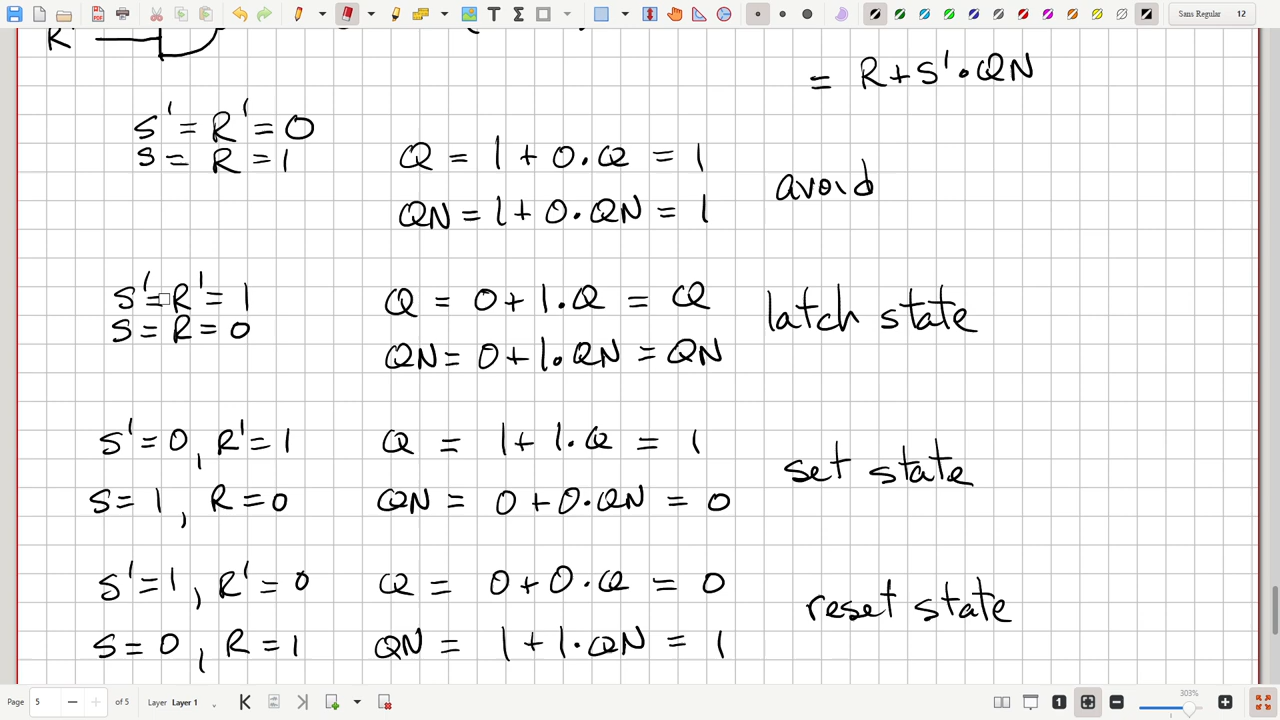 Sans Regular 12
R
= R+S'·QN
S' = R' = 0
S = R = 1
Q = 1 + 0·Q = 1
QN = 1 + 0·QN = 1
avoid
S' = R' = 1
S = R = 0
Q = 0 + 1·Q = Q
QN = 0 + 1·QN = QN
latch state
S' = 0, R' = 1
S = 1, R = 0
Q = 1 + 1·Q = 1
QN = 0 + 0·QN = 0
set state
S' = 1, R' = 0
S = 0, R = 1
Q = 0 + 0·Q = 0
QN = 1 + 1·QN = 1
reset state
Page 5 of 5 Layer Layer 1 303%